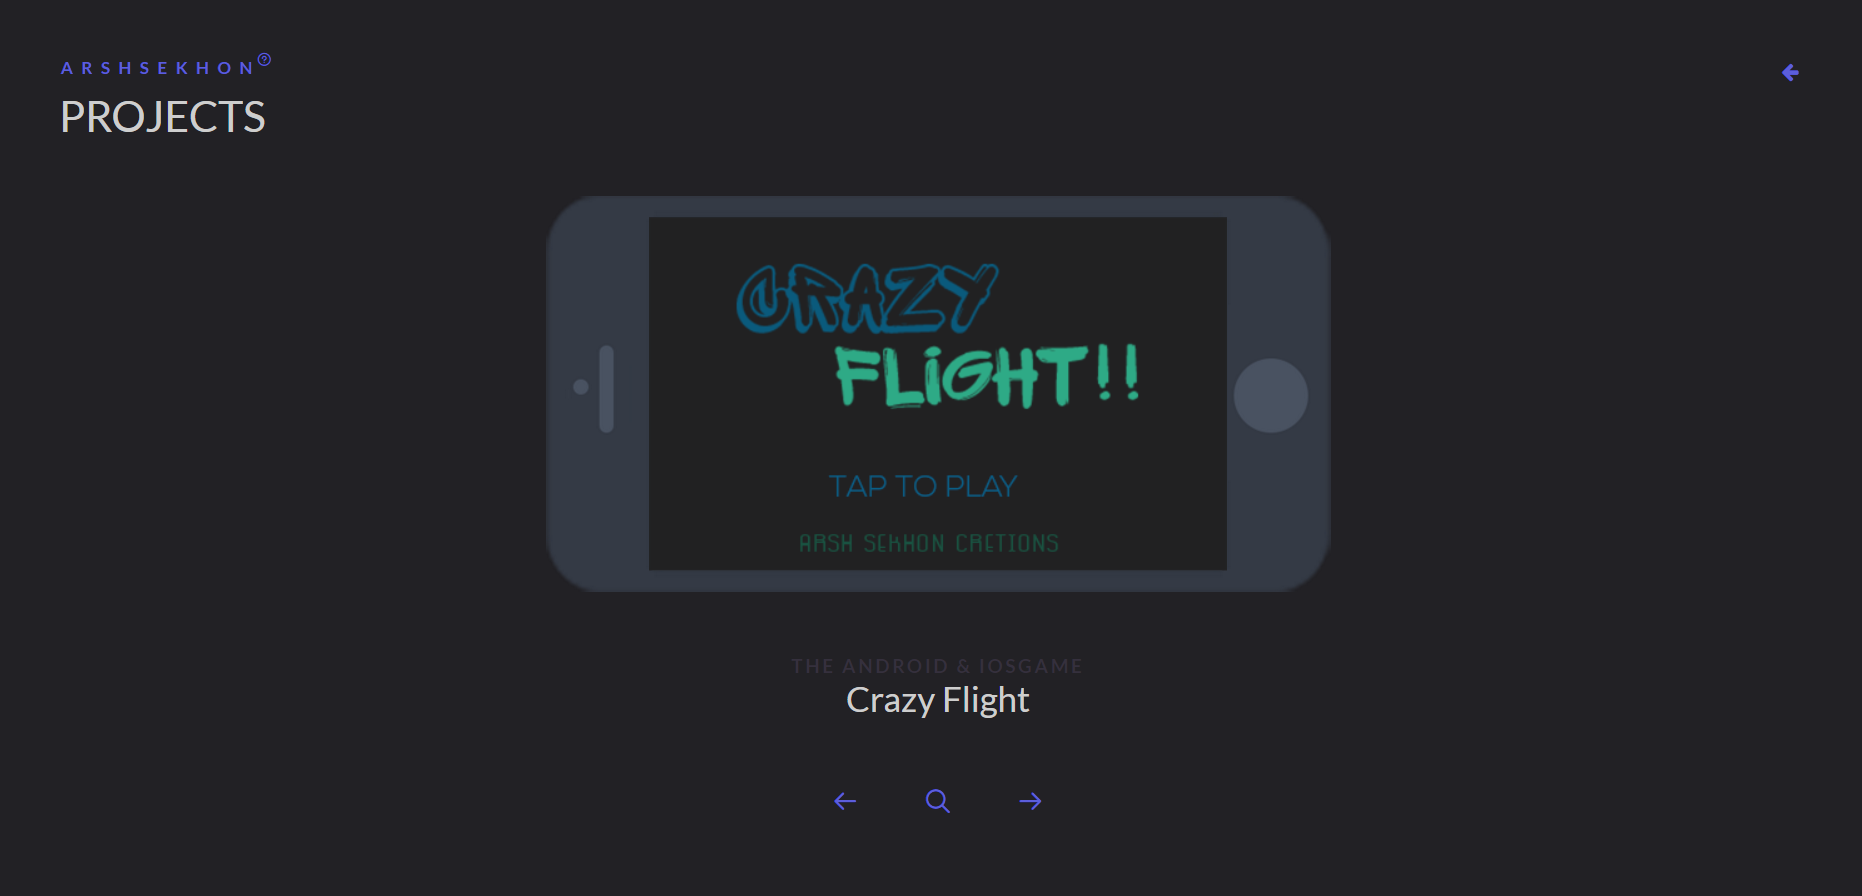 ARSHSEKHON
PROJECTS
CRAZY
FLIGHT!!
TAP TO PLAY
ARSH SEKHON CRETIONS
THE ANDROID & IOSGAME
Crazy Flight